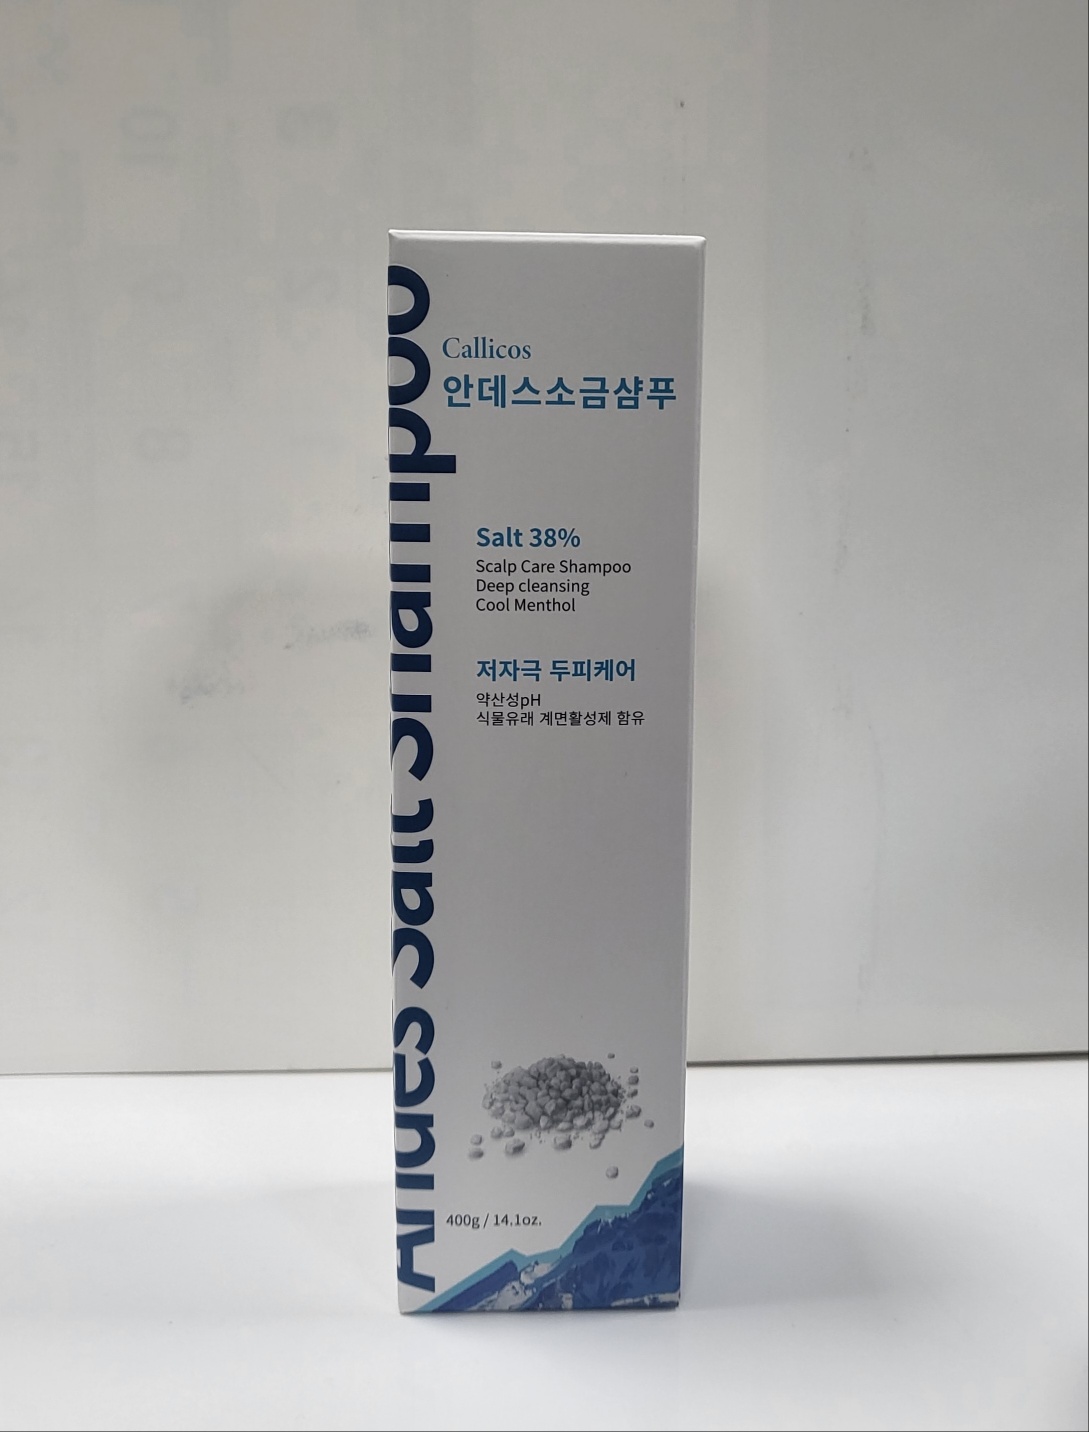 Andes Salt Shampoo
Callicos
안데스소금샴푸
Salt 38%
Scalp Care Shampoo
Deep cleansing
Cool Menthol
저자극 두피케어
약산성pH
식물유래 계면활성제 함유
400g / 14.1oz.